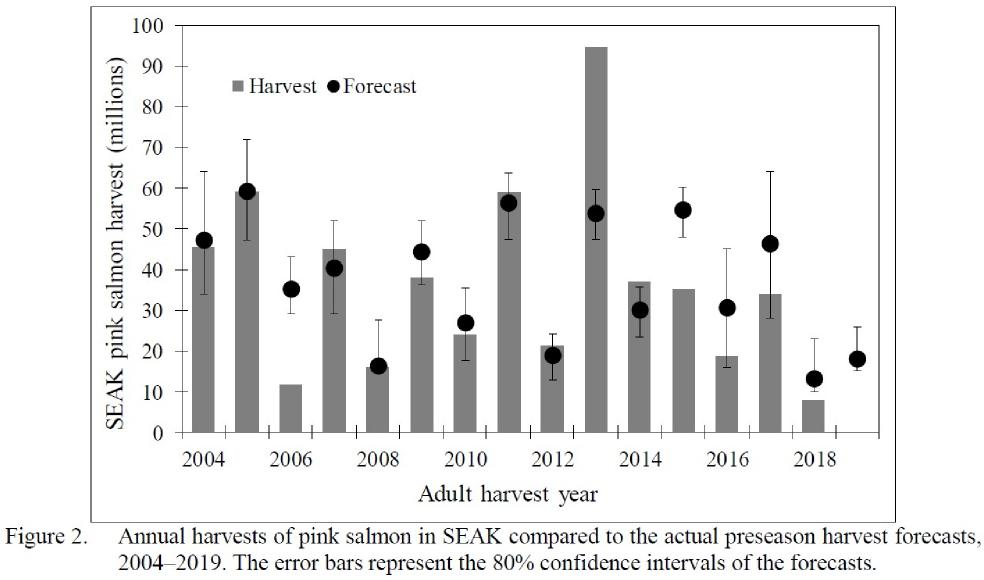 SEAK pink salmon harvest (millions)
100
90
80
70
60
50
40
30
20
10
0
Harvest Forecast
2004 2006 2008 2010 2012 2014 2016 2018
Adult harvest year
Figure 2. Annual harvests of pink salmon in SEAK compared to the actual preseason harvest forecasts,
2004–2019. The error bars represent the 80% confidence intervals of the forecasts.